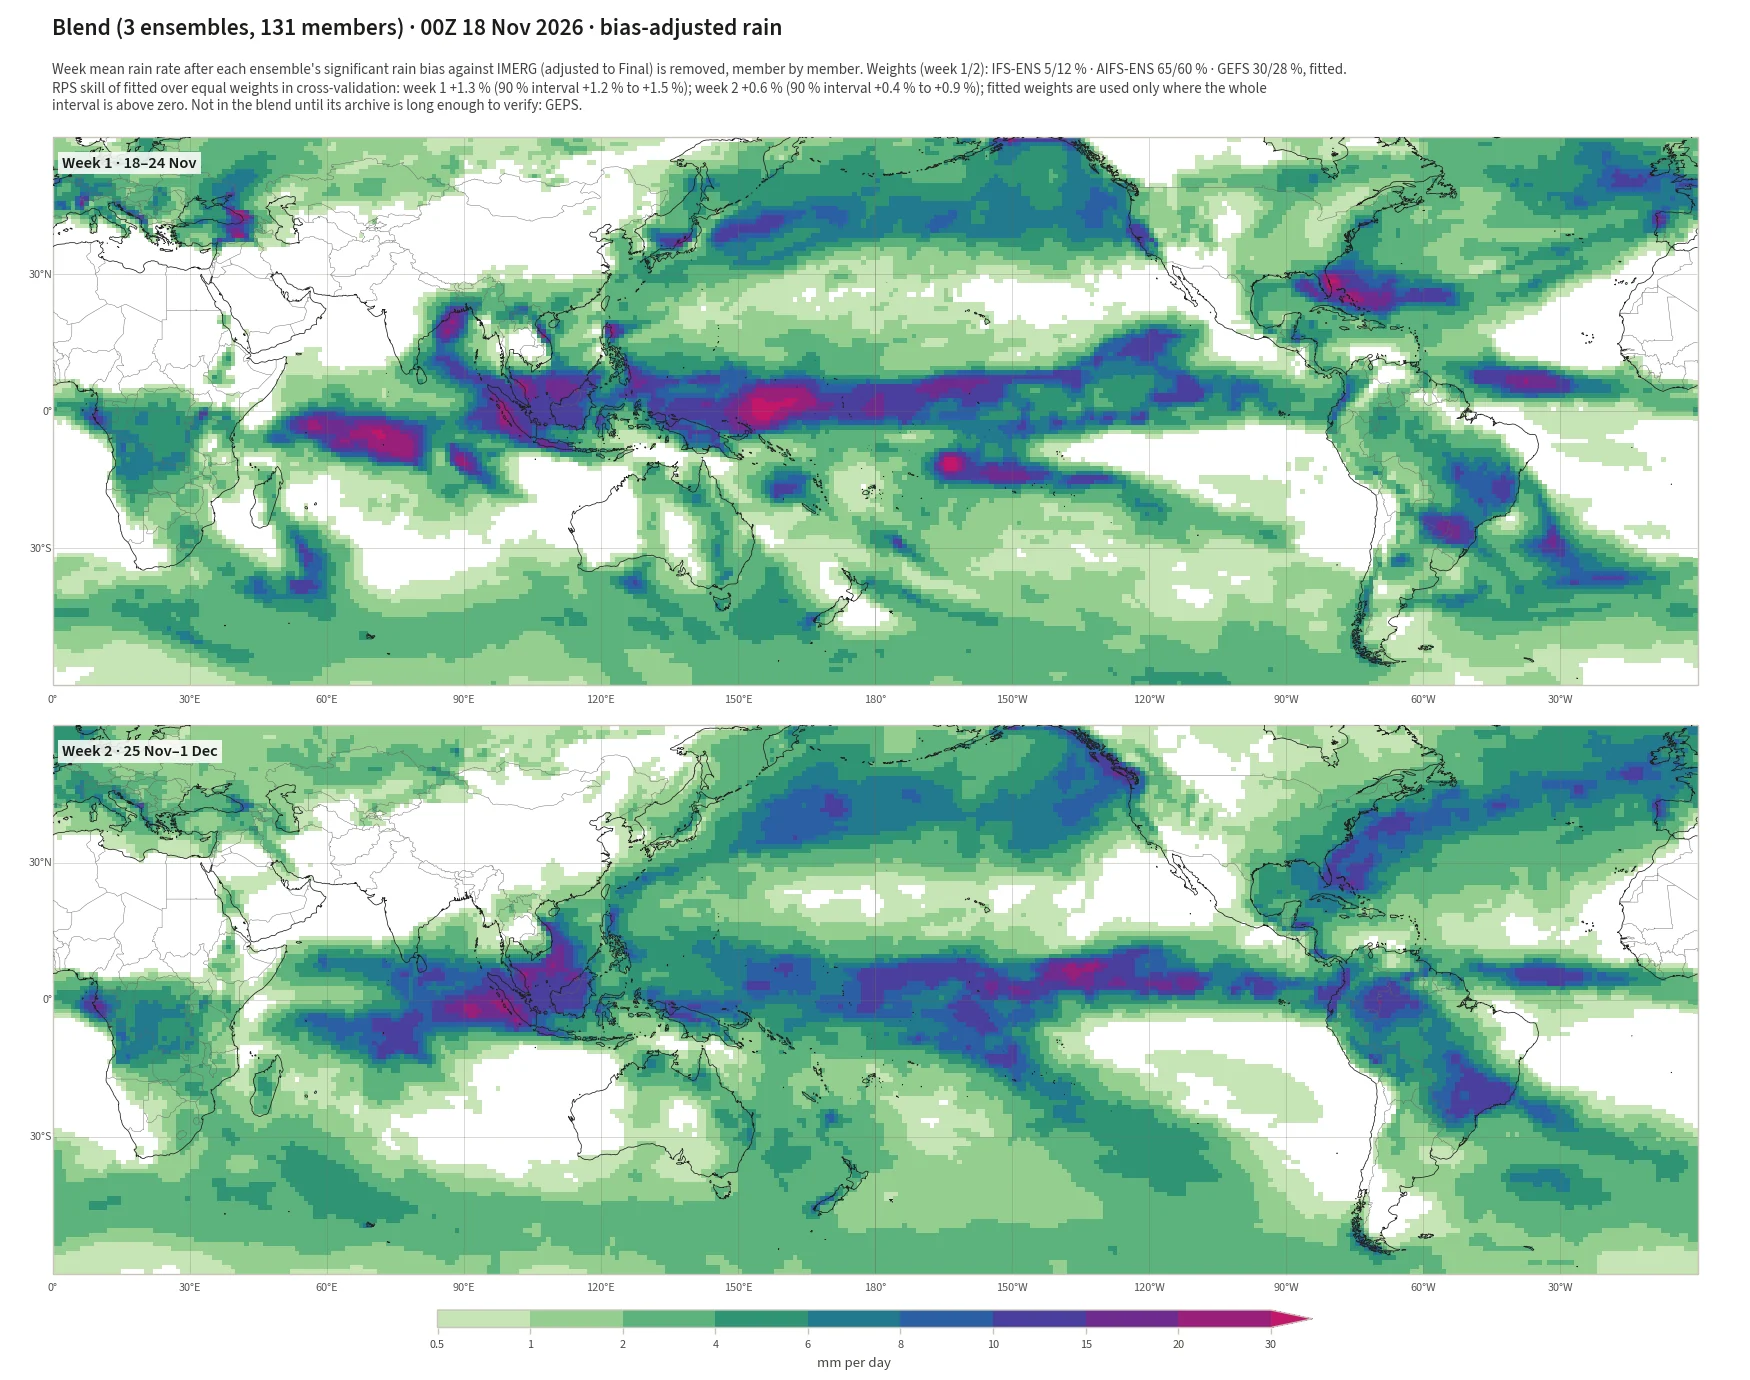 Blend (3 ensembles, 131 members) · 00Z 18 Nov 2026 · bias-adjusted rain
Week mean rain rate after each ensemble's significant rain bias against IMERG (adjusted to Final) is removed, member by member. Weights (week 1/2): IFS-ENS 5/12 % · AIFS-ENS 65/60 % · GEFS 30/28 %, fitted.
RPS skill of fitted over equal weights in cross-validation: week 1 +1.3 % (90 % interval +1.2 % to +1.5 %); week 2 +0.6 % (90 % interval +0.4 % to +0.9 %); fitted weights are used only where the whole
interval is above zero. Not in the blend until its archive is long enough to verify: GEPS.
Week 1 · 18–24 Nov
30°N
0°
30°S
0° 30°E 60°E 90°E 120°E 150°E 180° 150°W 120°W 90°W 60°W 30°W
Week 2 · 25 Nov–1 Dec
30°N
0°
30°S
0° 30°E 60°E 90°E 120°E 150°E 180° 150°W 120°W 90°W 60°W 30°W
0.5 1 2 4 6 8 10 15 20 30
mm per day